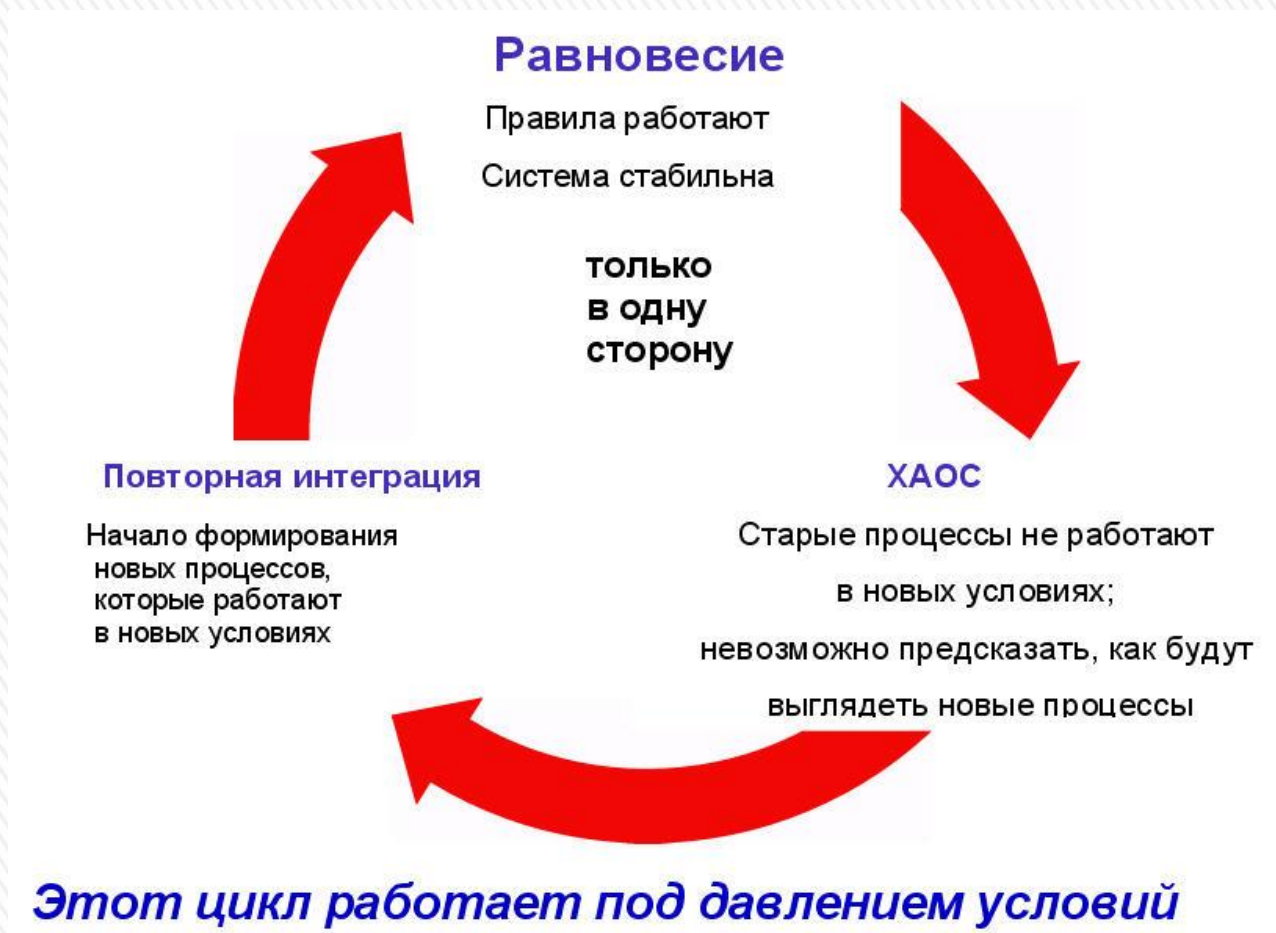 Равновесие
Правила работают
Система стабильна
только
в одну
сторону
Повторная интеграция
Начало формирования
новых процессов,
которые работают
в новых условиях
ХАОС
Старые процессы не работают
в новых условиях;
невозможно предсказать, как будут
выглядеть новые процессы
Этот цикл работает под давлением условий